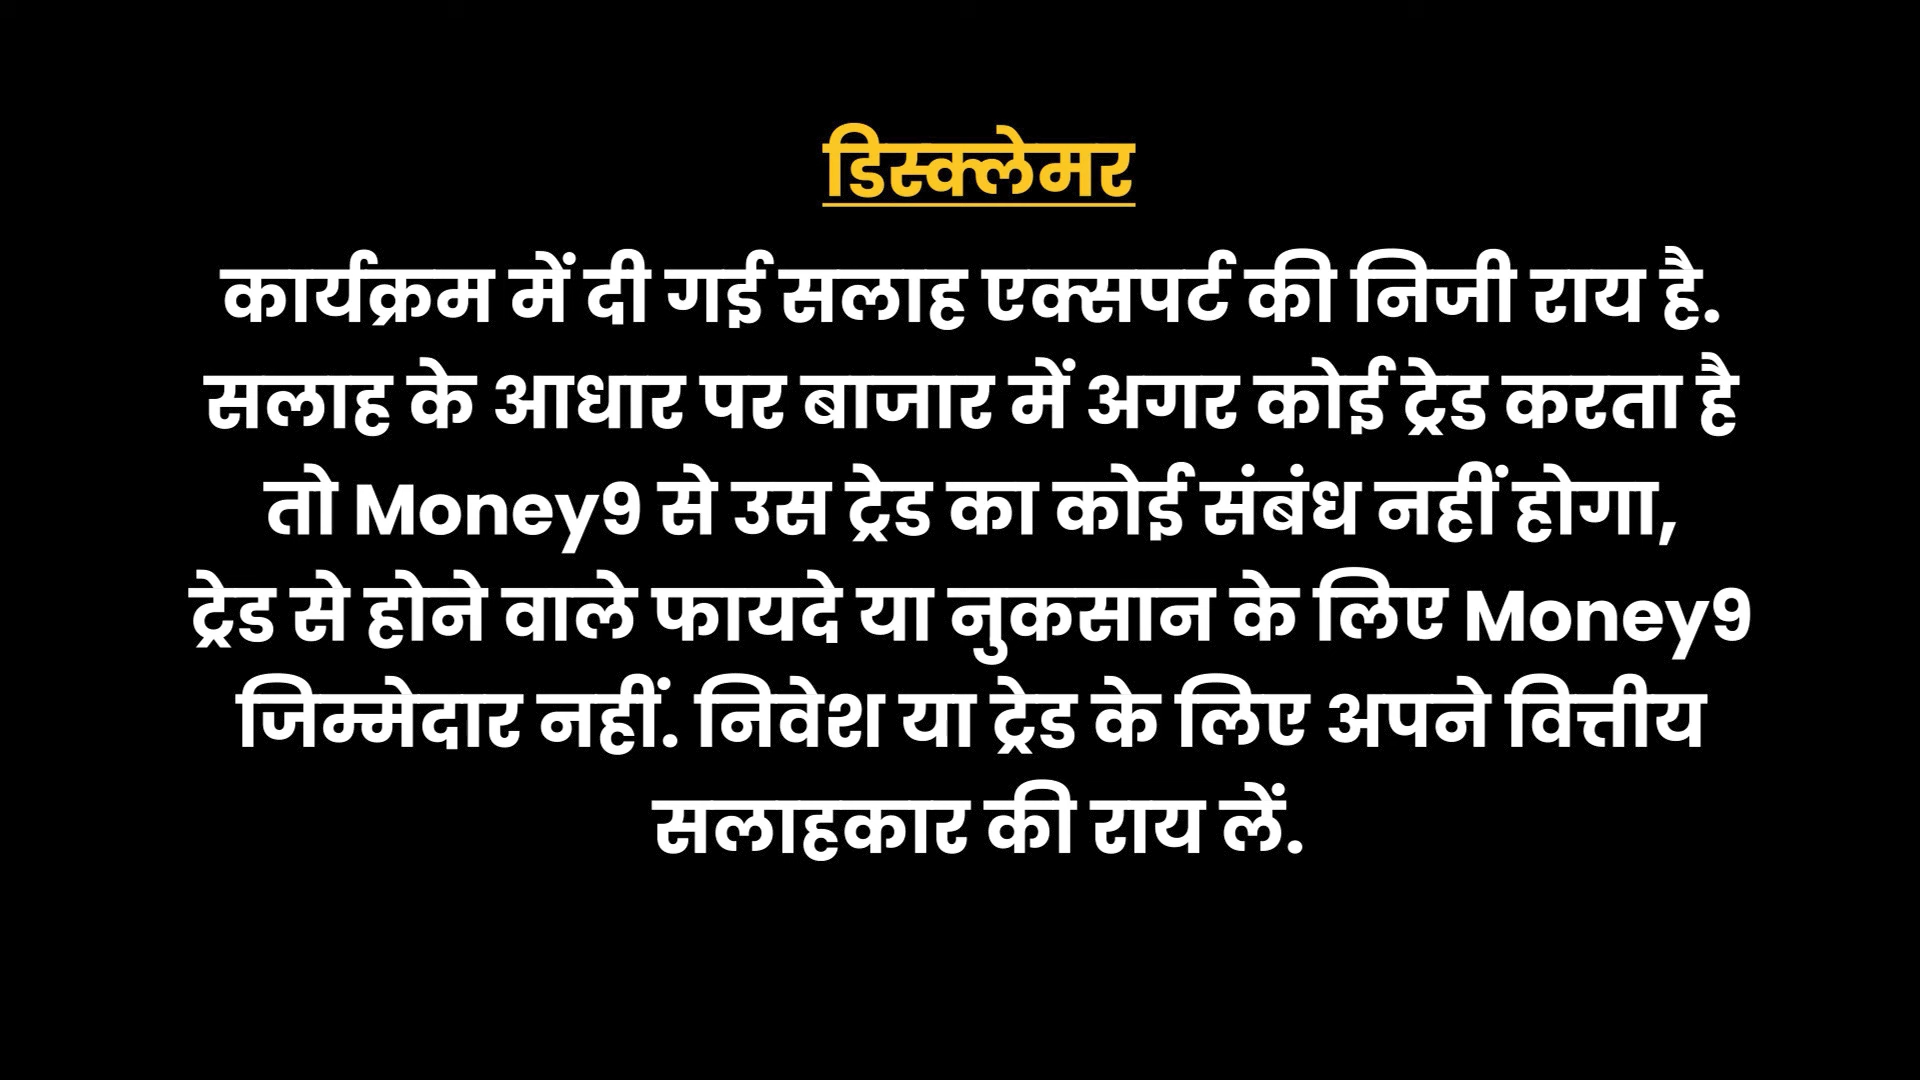 डिस्क्लेमर
कार्यक्रम में दी गई सलाह एक्सपर्ट की निजी राय है.
सलाह के आधार पर बाजार में अगर कोई ट्रेड करता है
तो Money9 से उस ट्रेड का कोई संबंध नहीं होगा,
ट्रेड से होने वाले फायदे या नुकसान के लिए Money9
जिम्मेदार नहीं. निवेश या ट्रेड के लिए अपने वित्तीय
सलाहकार की राय लें.